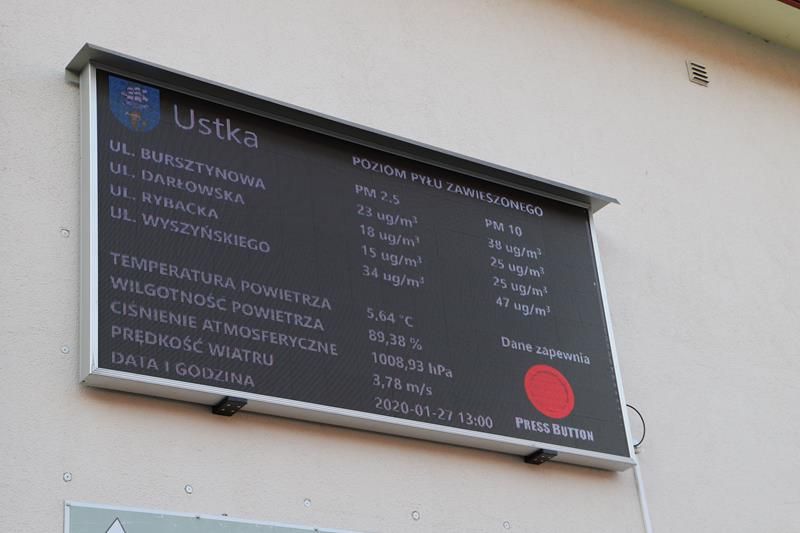 Ustka
POZIOM PYŁU ZAWIESZONEGO
PM 2.5 PM 10
UL. BURSZTYNOWA 23 ug/m³ 38 ug/m³
UL. DARŁOWSKA 18 ug/m³ 25 ug/m³
UL. RYBACKA 15 ug/m³ 25 ug/m³
UL. WYSZYŃSKIEGO 34 ug/m³ 47 ug/m³
TEMPERATURA POWIETRZA 5,64 °C
WILGOTNOŚĆ POWIETRZA 89,38 %
CIŚNIENIE ATMOSFERYCZNE 1008,93 hPa
PRĘDKOŚĆ WIATRU 3,78 m/s
DATA I GODZINA 2020-01-27 13:00
Dane zapewnia
PRESS BUTTON